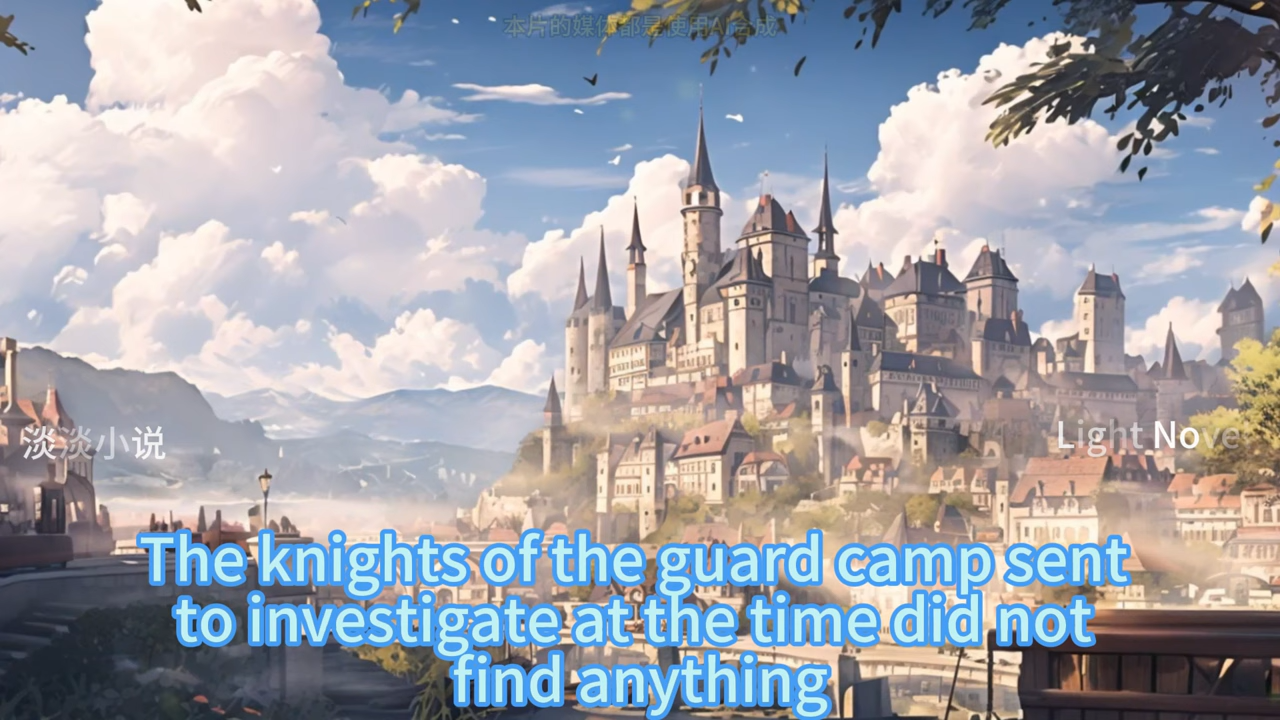 本片的媒体都是使用AI合成
淡淡小说
Light Novel
The knights of the guard camp sent
to investigate at the time did not
find anything